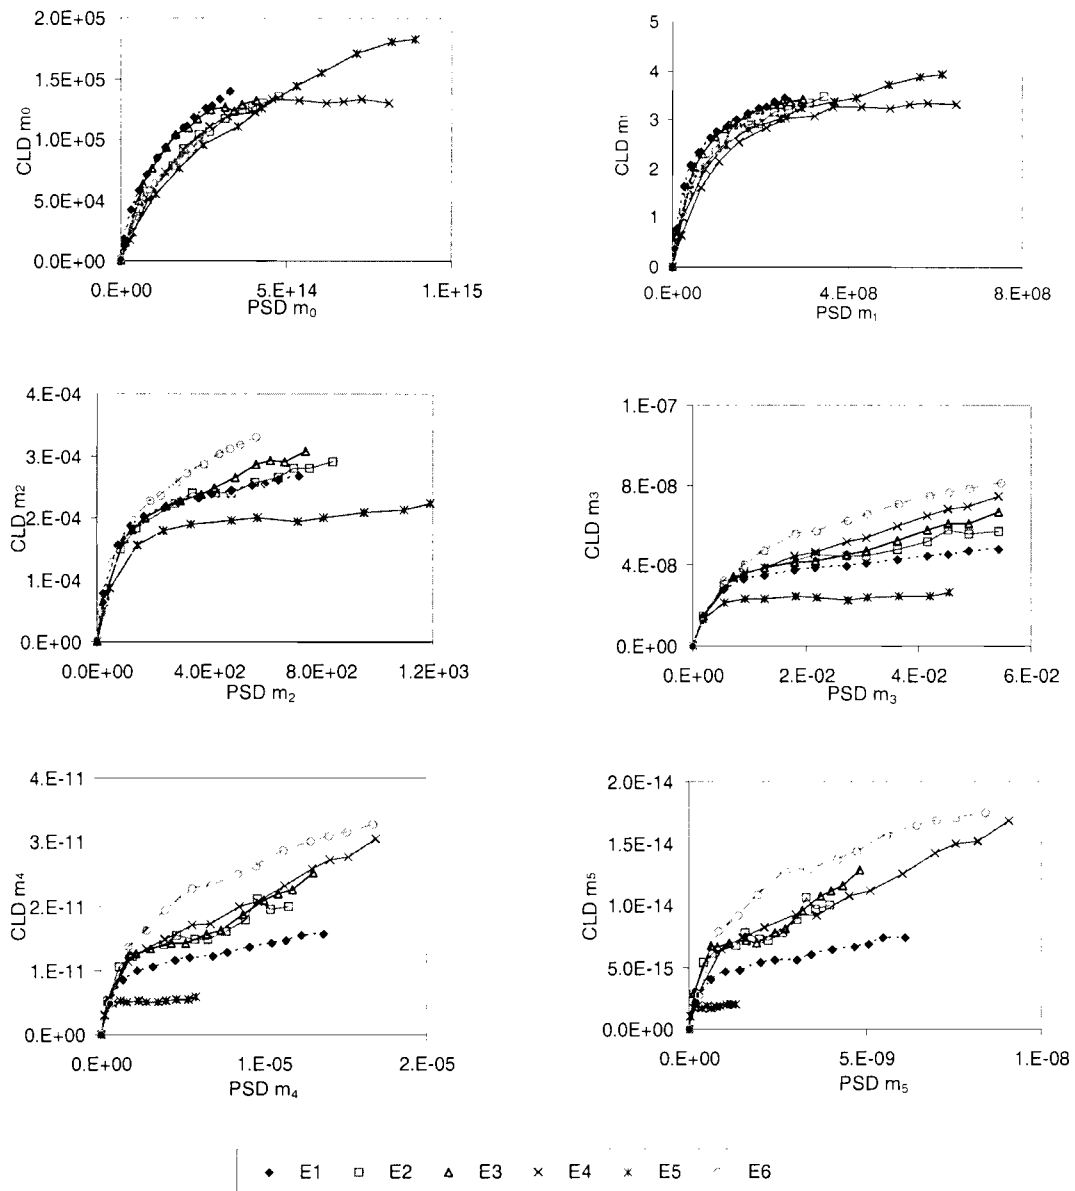 2.0E+05
1.5E+05
1.0E+05
5.0E+04
0.0E+00
CLD m₀
0.E+00 5.E+14 1.E+15
PSD m₀
5
4
3
2
1
0
CLD m₁
0.E+00 4.E+08 8.E+08
PSD m₁
4.E-04
3.E-04
2.E-04
1.E-04
0.E+00
CLD m₂
0.E+00 4.E+02 8.E+02 1.2E+03
PSD m₂
1.E-07
8.E-08
4.E-08
0.E+00
CLD m₃
0.E+00 2.E-02 4.E-02 6.E-02
PSD m₃
4.E-11
3.E-11
2.E-11
1.E-11
0.E+00
CLD m₄
0.E+00 1.E-05 2.E-05
PSD m₄
2.0E-14
1.5E-14
1.0E-14
5.0E-15
0.0E+00
CLD m₅
0.E+00 5.E-09 1.E-08
PSD m₅
E1 E2 E3 E4 E5 E6